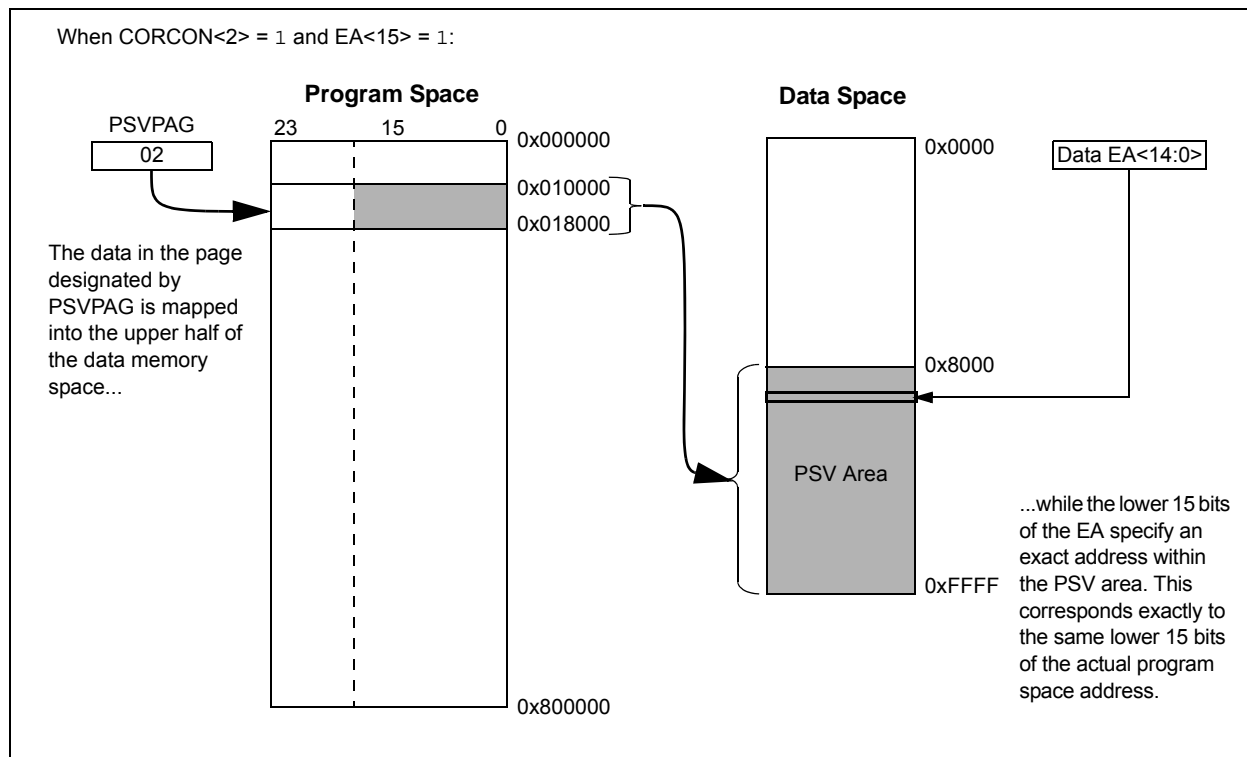 When CORCON<2> = 1 and EA<15> = 1:
Program Space
Data Space
PSVPAG
02
23 15 0
0x000000
0x010000
0x018000
0x800000
The data in the page
designated by
PSVPAG is mapped
into the upper half of
the data memory
space...
0x0000
0x8000
0xFFFF
Data EA<14:0>
PSV Area
...while the lower 15 bits
of the EA specify an
exact address within
the PSV area. This
corresponds exactly to
the same lower 15 bits
of the actual program
space address.